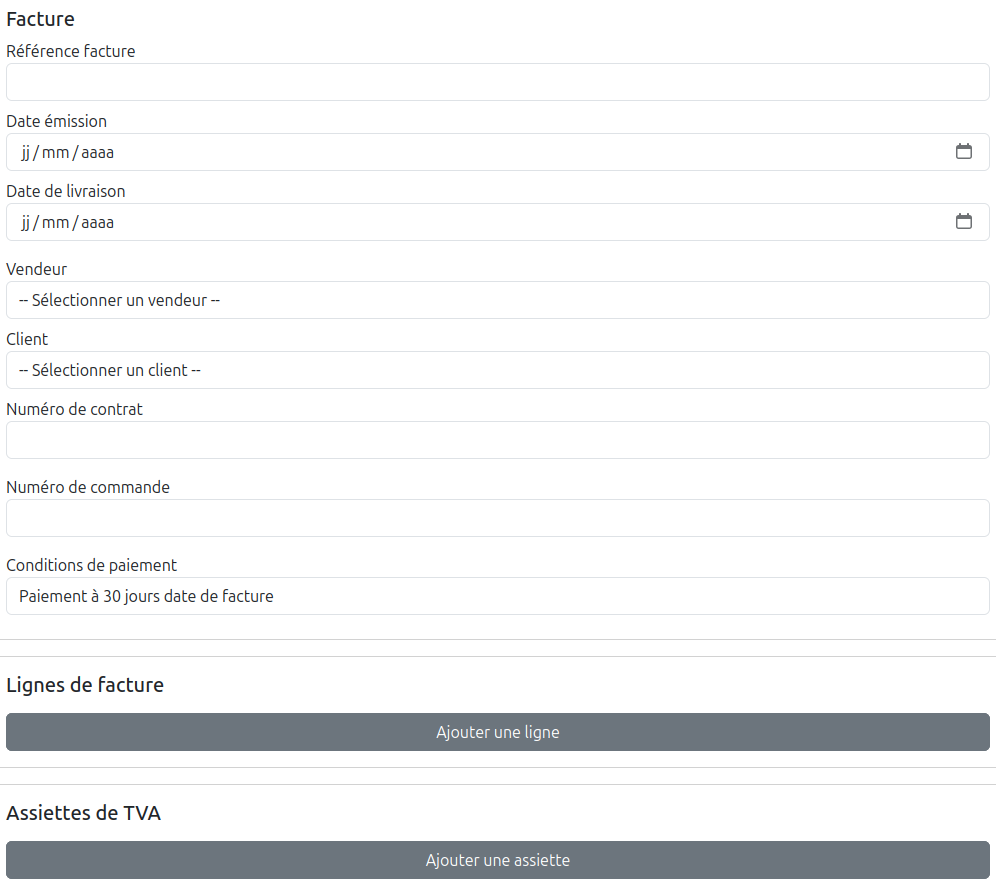 Facture
Référence facture
Date émission
jj/mm/aaaa
Date de livraison
jj/mm/aaaa
Vendeur
-- Sélectionner un vendeur --
Client
-- Sélectionner un client --
Numéro de contrat
Numéro de commande
Conditions de paiement
Paiement à 30 jours date de facture
Lignes de facture
Ajouter une ligne
Assiettes de TVA
Ajouter une assiette